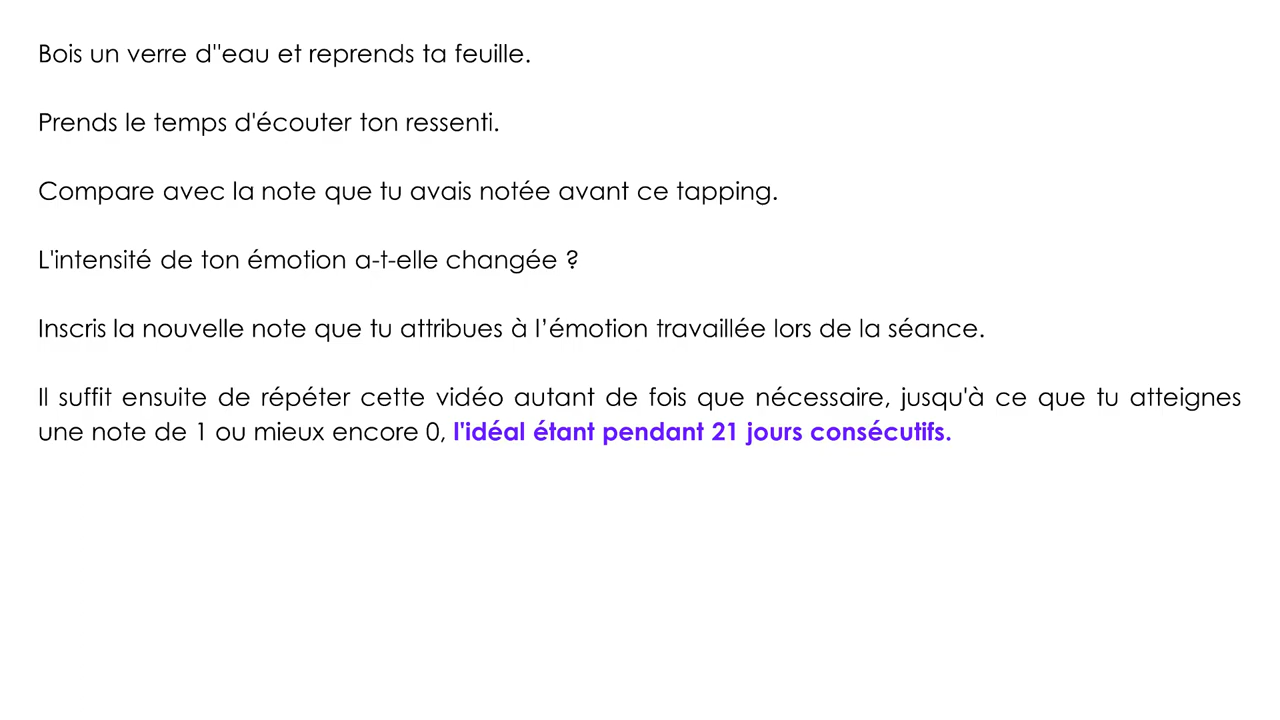 Bois un verre d''eau et reprends ta feuille.
Prends le temps d'écouter ton ressenti.
Compare avec la note que tu avais notée avant ce tapping.
L'intensité de ton émotion a-t-elle changée ?
Inscris la nouvelle note que tu attribues à l’émotion travaillée lors de la séance.
Il suffit ensuite de répéter cette vidéo autant de fois que nécessaire, jusqu'à ce que tu atteignes
une note de 1 ou mieux encore 0, l'idéal étant pendant 21 jours consécutifs.